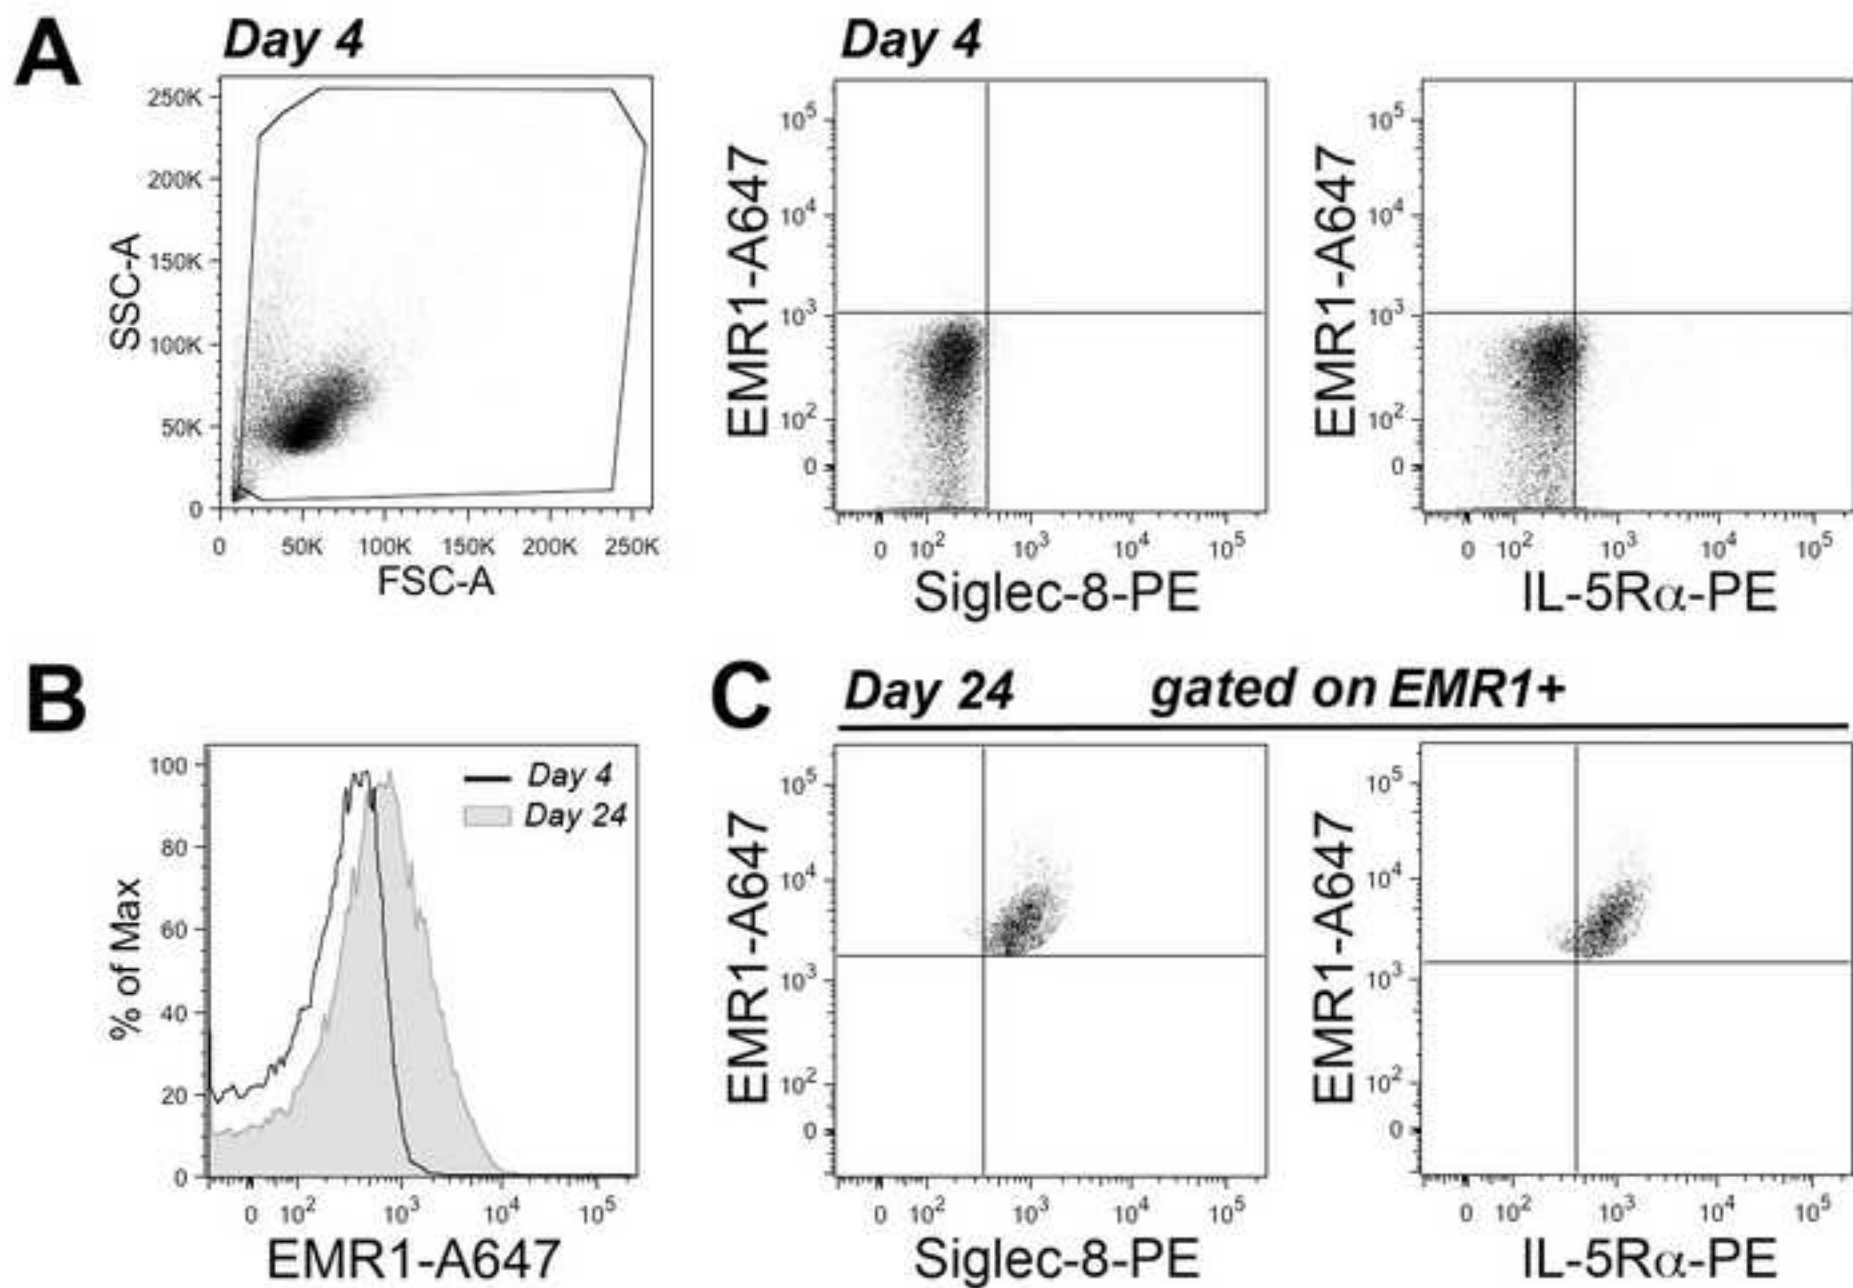 A
Day 4
250K
200K
150K
100K
50K
0
SSC-A
0 50K 100K 150K 200K 250K
FSC-A
Day 4
10^5
10^4
10^3
10^2
0
EMR1-A647
0 10^2 10^3 10^4 10^5
Siglec-8-PE
10^5
10^4
10^3
10^2
0
EMR1-A647
0 10^2 10^3 10^4 10^5
IL-5Rα-PE
B
100
80
60
40
20
0
% of Max
Day 4
Day 24
0 10^2 10^3 10^4 10^5
EMR1-A647
C
Day 24 gated on EMR1+
10^5
10^4
10^3
10^2
0
EMR1-A647
0 10^2 10^3 10^4 10^5
Siglec-8-PE
10^5
10^4
10^3
10^2
0
EMR1-A647
0 10^2 10^3 10^4 10^5
IL-5Rα-PE